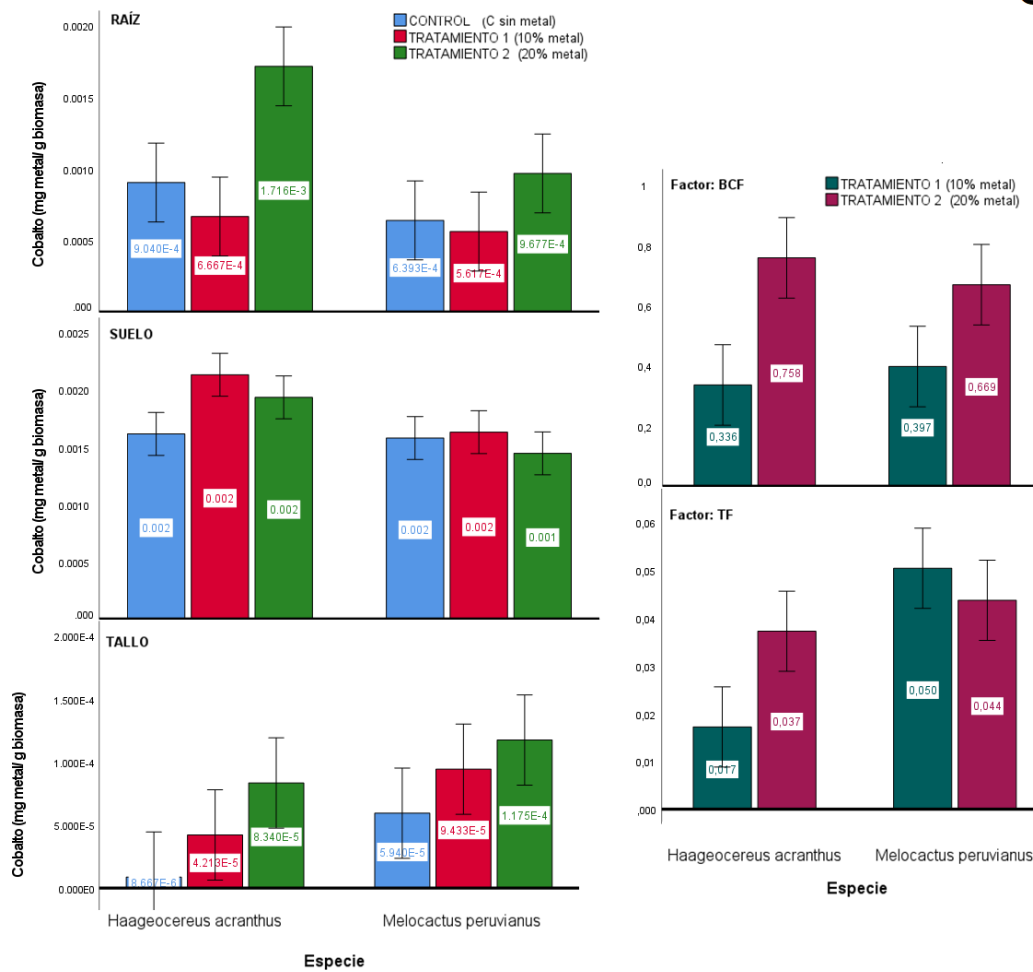 RAÍZ
CONTROL (C sin metal)
TRATAMIENTO 1 (10% metal)
TRATAMIENTO 2 (20% metal)
Cobalto (mg metal/ g biomasa)
0.0020
0.0015
0.0010
0.0005
.000
9.040E-4
6.667E-4
1.716E-3
6.393E-4
5.617E-4
9.677E-4
SUELO
Cobalto (mg metal/ g biomasa)
0.0025
0.0020
0.0015
0.0010
0.0005
.000
0.002
0.002
0.002
0.002
0.002
0.001
TALLO
Cobalto (mg metal/ g biomasa)
2.000E-4
1.500E-4
1.000E-4
5.000E-5
0.000E0
8.667E-6
4.213E-5
8.340E-5
5.940E-5
9.433E-5
1.175E-4
Haageocereus acranthus
Melocactus peruvianus
Especie
Factor: BCF
TRATAMIENTO 1 (10% metal)
TRATAMIENTO 2 (20% metal)
1
0,8
0,6
0,4
0,2
0,0
0,336
0,758
0,397
0,669
Factor: TF
0,06
0,05
0,04
0,03
0,02
0,01
,000
0,017
0,037
0,050
0,044
Haageocereus acranthus
Melocactus peruvianus
Especie